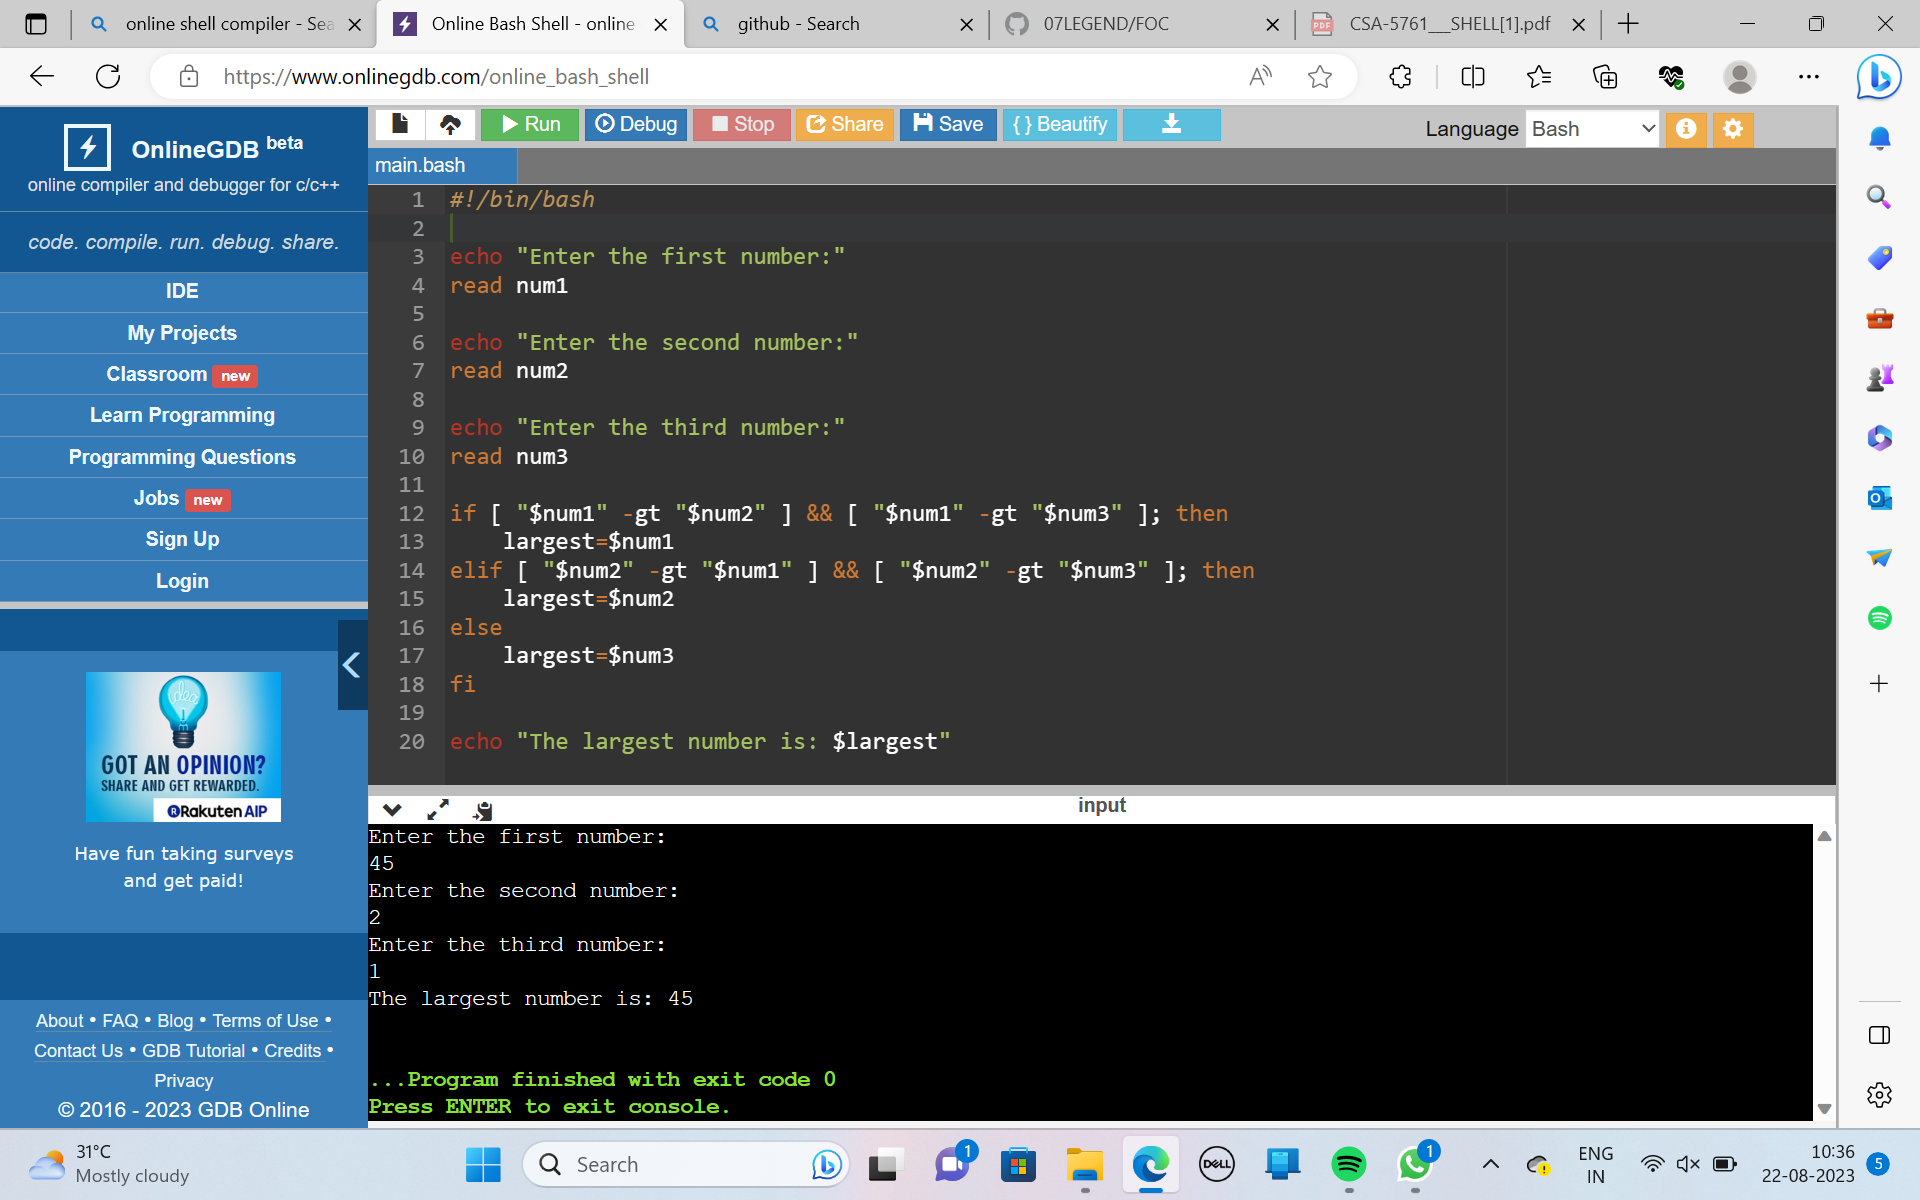 online shell compiler - Sea
Online Bash Shell - online
github - Search
07LEGEND/FOC
PDF
CSA-5761___SHELL[1].pdf
https://www.onlinegdb.com/online_bash_shell
OnlineGDB beta
online compiler and debugger for c/c++
code. compile. run. debug. share.
IDE
My Projects
Classroom new
Learn Programming
Programming Questions
Jobs new
Sign Up
Login
GOT AN OPINION?
SHARE AND GET REWARDED.
Rakuten AIP
Have fun taking surveys
and get paid!
About • FAQ • Blog • Terms of Use •
Contact Us • GDB Tutorial • Credits •
Privacy
© 2016 - 2023 GDB Online
Run Debug Stop Share Save { } Beautify
Language Bash
main.bash
1 #!/bin/bash
2
3 echo "Enter the first number:"
4 read num1
5
6 echo "Enter the second number:"
7 read num2
8
9 echo "Enter the third number:"
10 read num3
11
12 if [ "$num1" -gt "$num2" ] && [ "$num1" -gt "$num3" ]; then
13     largest=$num1
14 elif [ "$num2" -gt "$num1" ] && [ "$num2" -gt "$num3" ]; then
15     largest=$num2
16 else
17     largest=$num3
18 fi
19
20 echo "The largest number is: $largest"
input
Enter the first number:
45
Enter the second number:
2
Enter the third number:
1
The largest number is: 45
...Program finished with exit code 0
Press ENTER to exit console.
31°C
Mostly cloudy
Search
1
DELL
1
ENG
IN
10:36
22-08-2023
5